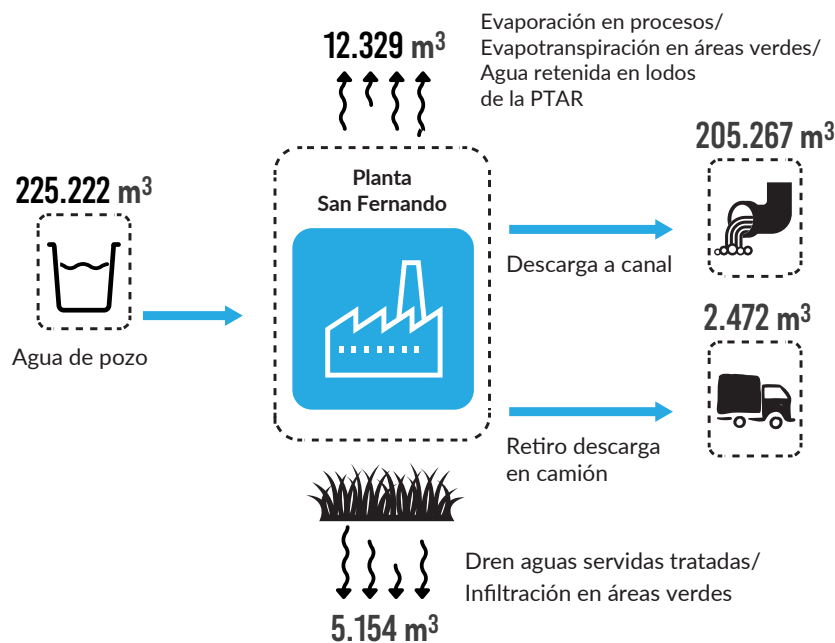 12.329 m³
Evaporación en procesos/
Evapotranspiración en áreas verdes/
Agua retenida en lodos
de la PTAR
225.222 m³
Agua de pozo
Planta
San Fernando
205.267 m³
Descarga a canal
2.472 m³
Retiro descarga
en camión
Dren aguas servidas tratadas/
Infiltración en áreas verdes
5.154 m³